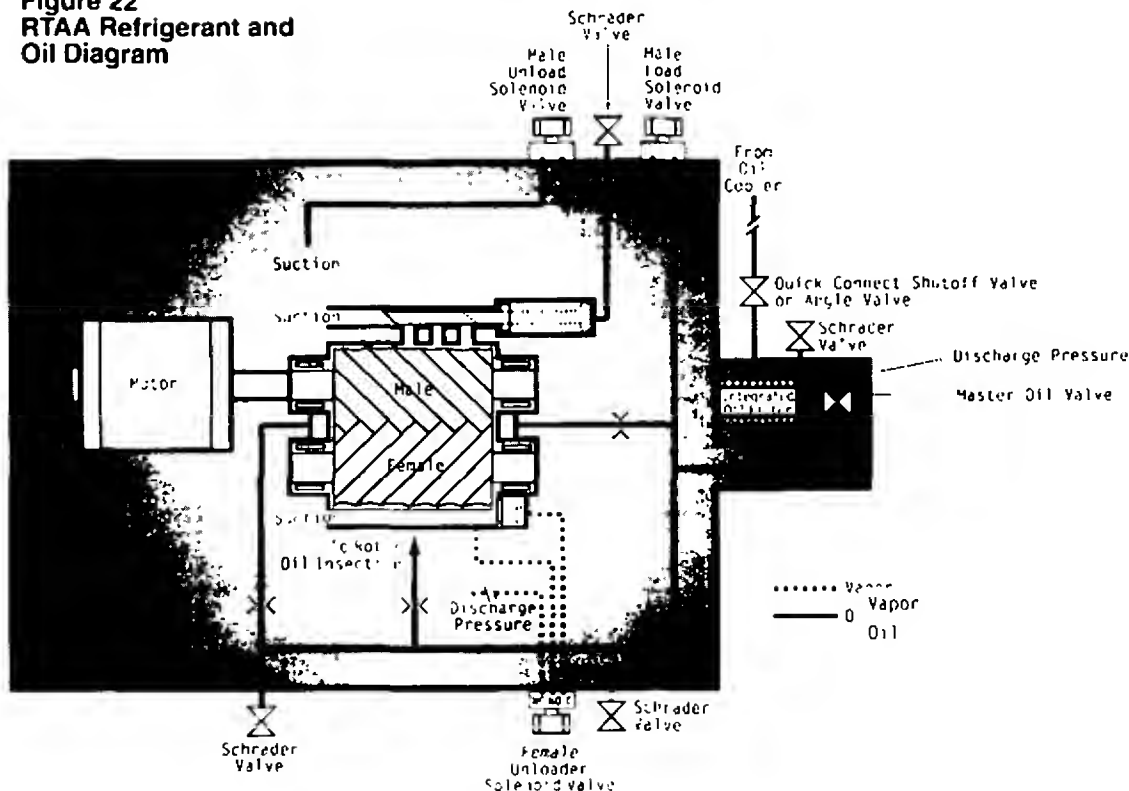 Figure 22
RTAA Refrigerant and
Oil Diagram
Schrader
Valve
Male
Unload
Solenoid
Valve
Male
Load
Solenoid
Valve
From
Oil
Cooler
Suction
Quick Connect Shutoff Valve
or Angle Valve
Suction
Schrader
Valve
Discharge Pressure
Motor
Male
Integrated
Oil Filter
Master Oil Valve
Female
Oil
Discharge
Pressure
Vapor
Vapor
Oil
Schrader
Valve
Schrader
Valve
Female
Unloader
Solenoid Valve